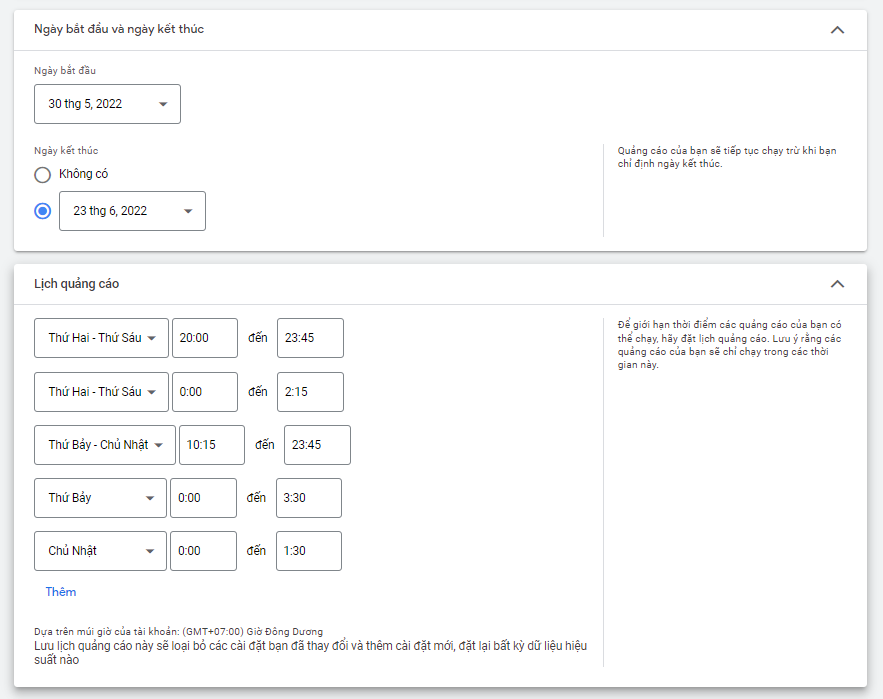 Ngày bắt đầu và ngày kết thúc
Ngày bắt đầu
30 thg 5, 2022
Ngày kết thúc
Không có
23 thg 6, 2022
Quảng cáo của bạn sẽ tiếp tục chạy trừ khi bạn
chỉ định ngày kết thúc.
Lịch quảng cáo
Thứ Hai - Thứ Sáu 20:00 đến 23:45
Thứ Hai - Thứ Sáu 0:00 đến 2:15
Thứ Bảy - Chủ Nhật 10:15 đến 23:45
Thứ Bảy 0:00 đến 3:30
Chủ Nhật 0:00 đến 1:30
Thêm
Để giới hạn thời điểm các quảng cáo của bạn có
thể chạy, hãy đặt lịch quảng cáo. Lưu ý rằng các
quảng cáo của bạn sẽ chỉ chạy trong các thời
gian này.
Dựa trên múi giờ của tài khoản: (GMT+07:00) Giờ Đông Dương
Lưu lịch quảng cáo này sẽ loại bỏ các cài đặt bạn đã thay đổi và thêm cài đặt mới, đặt lại bất kỳ dữ liệu hiệu
suất nào